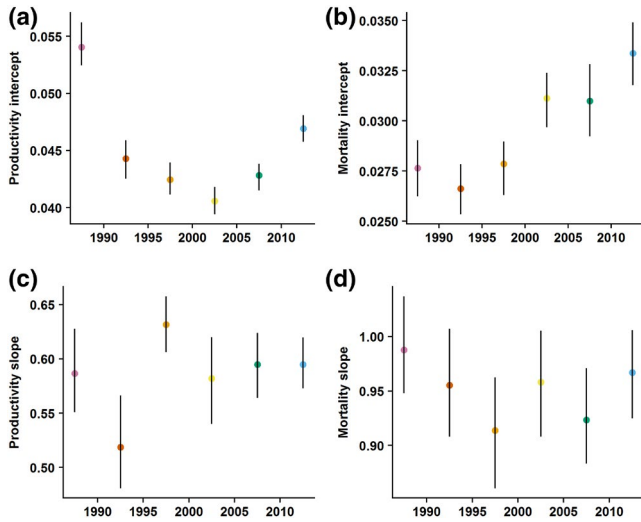 (a)
Productivity intercept
0.055
0.050
0.045
0.040
1990 1995 2000 2005 2010
(b)
Mortality intercept
0.0350
0.0325
0.0300
0.0275
0.0250
1990 1995 2000 2005 2010
(c)
Productivity slope
0.65
0.60
0.55
0.50
1990 1995 2000 2005 2010
(d)
Mortality slope
1.00
0.95
0.90
1990 1995 2000 2005 2010